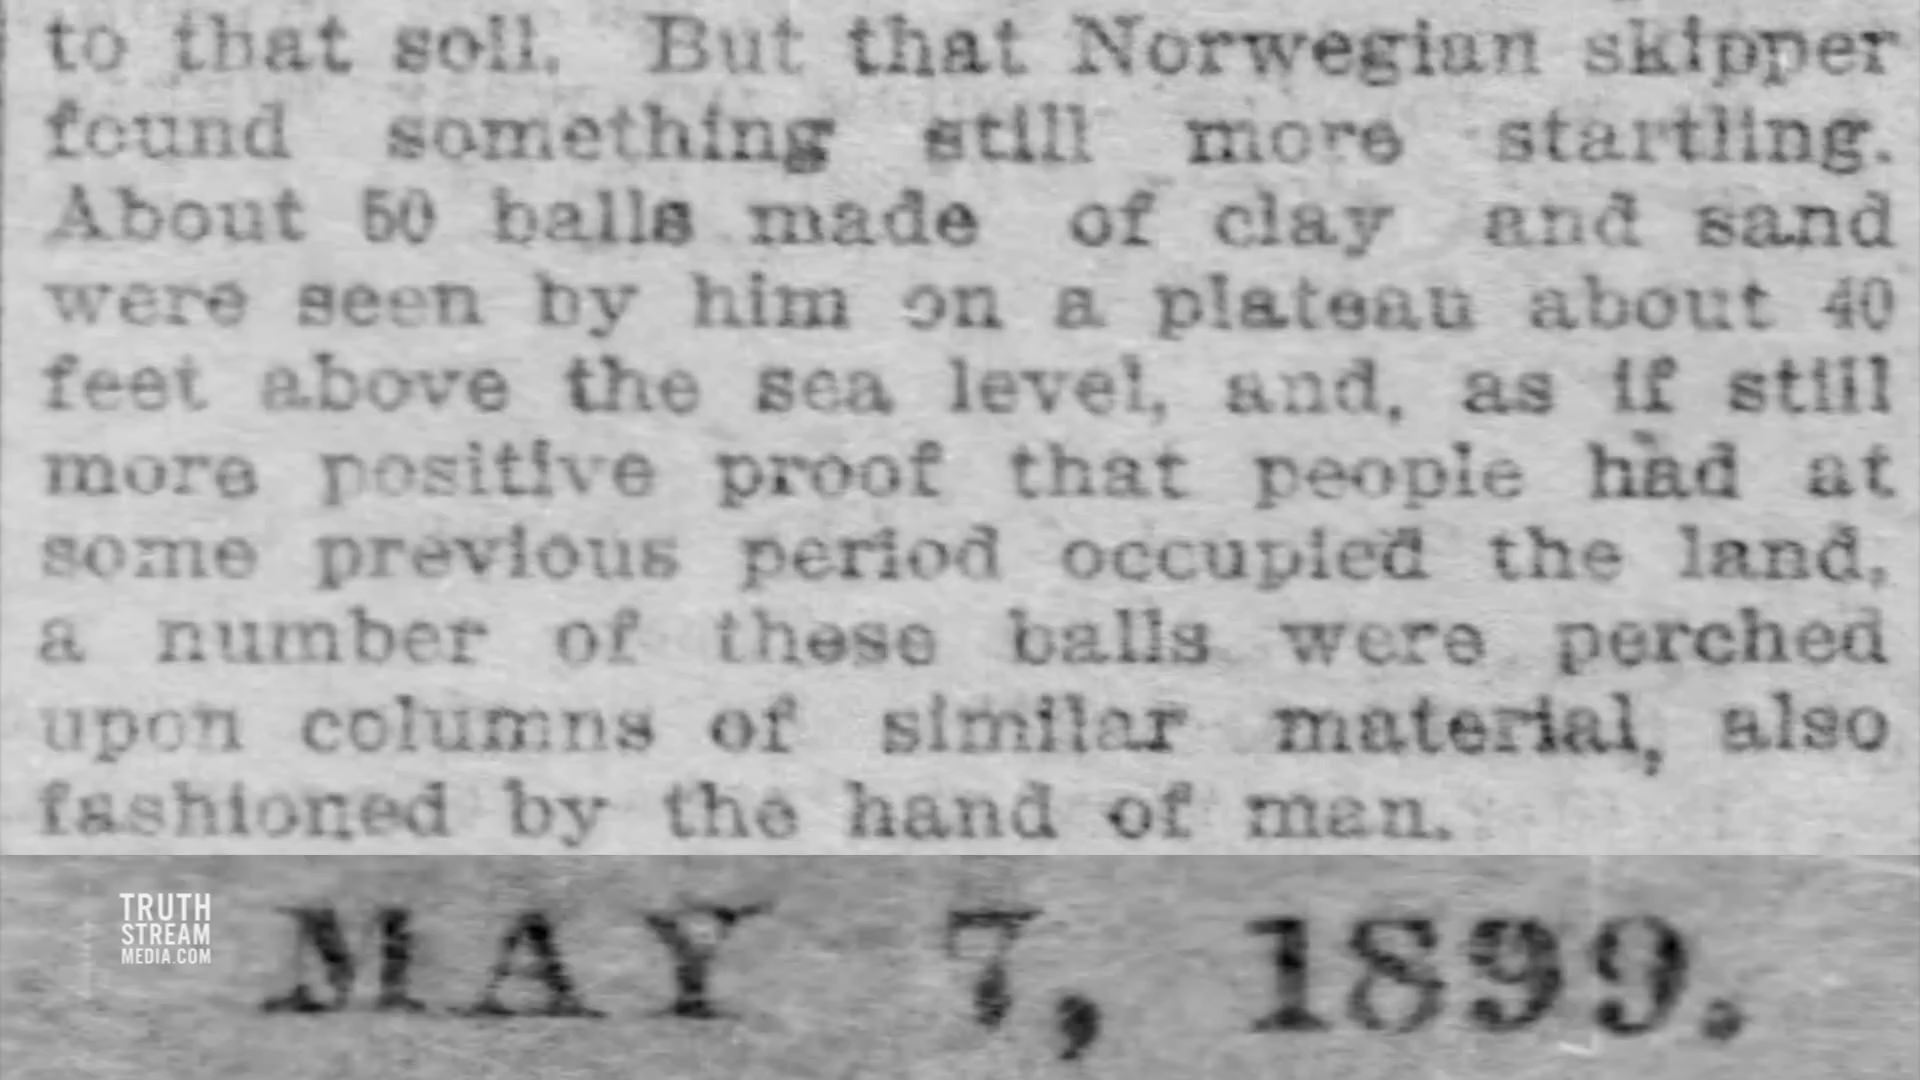 to that soil. But that Norwegian skipper
found something still more startling.
About 50 balls made of clay and sand
were seen by him on a plateau about 40
feet above the sea level, and, as if still
more positive proof that people had at
some previous period occupied the land,
a number of these balls were perched
upon columns of similar material, also
fashioned by the hand of man.
TRUTH
STREAM
MEDIA.COM
MAY 7, 1899.